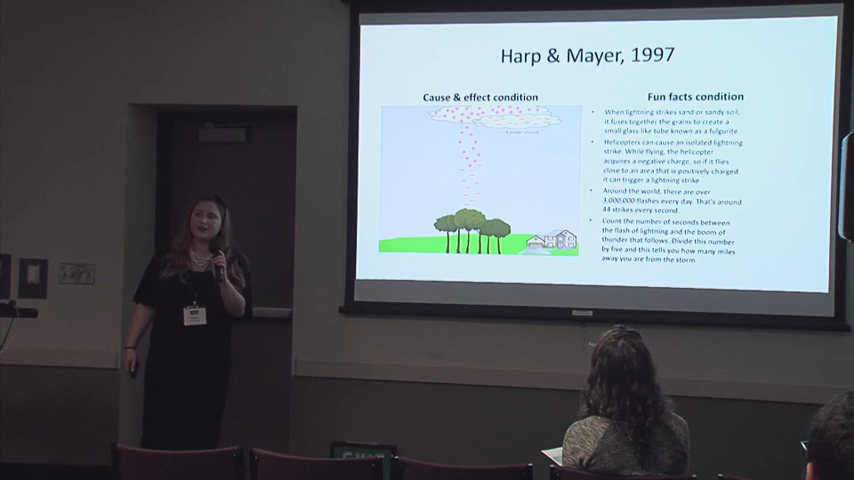 Harp & Mayer, 1997
Cause & effect condition
Fun facts condition
• When lightning strikes sand or sandy soil,
it fuses together the grains to create a
small glass-like tube known as a fulgurite
• Helicopters can cause an isolated lightning
strike. While flying, the helicopter
acquires a negative charge, so if it flies
close to an area that is positively charged
it can trigger a lightning strike
• Around the world, there are over
3,000,000 flashes every day. That's around
44 strikes every second.
• Count the number of seconds between
the flash of lightning and the boom of
thunder that follows. Divide this number
by five and this tells you how many miles
away you are from the storm